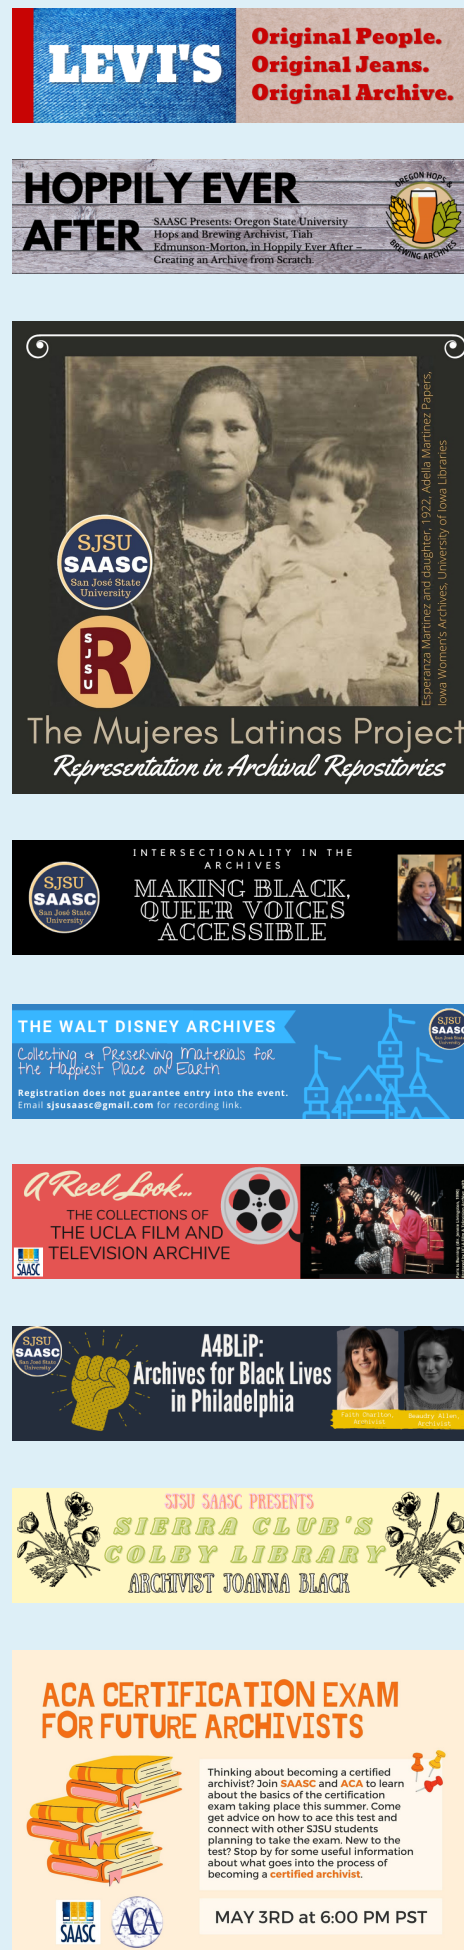 LEVI'S
Original People.
Original Jeans.
Original Archive.
HOPPILY EVER
AFTER
SAASC Presents: Oregon State University
Hops and Brewing Archivist, Tiah
Edmunson-Morton, in Hoppily Ever After –
Creating an Archive from Scratch.
OREGON HOPS &
BREWING ARCHIVES
Esperanza Martinez and daughter, 1922, Adella Martinez Papers,
Iowa Women's Archives, University of Iowa Libraries
SJSU
SAASC
San José State
University
SJSU
R
The Mujeres Latinas Project
Representation in Archival Repositories
INTERSECTIONALITY IN THE
ARCHIVES
SJSU
SAASC
San José State
University
MAKING BLACK,
QUEER VOICES
ACCESSIBLE
THE WALT DISNEY ARCHIVES
SJSU
SAASC
Collecting & Preserving Materials for
the Happiest Place on Earth
Registration does not guarantee entry into the event.
Email sjsusaasc@gmail.com for recording link.
A Reel Look...
THE COLLECTIONS OF
THE UCLA FILM AND
TELEVISION ARCHIVE
SAASC
SJSU
SAASC
San José State
University
A4BLiP:
Archives for Black Lives
in Philadelphia
Faith Charlton,
Archivist
Beaudry Allen,
Archivist
SJSU SAASC PRESENTS
SIERRA CLUB'S
COLBY LIBRARY
ARCHIVIST JOANNA BLACK
ACA CERTIFICATION EXAM
FOR FUTURE ARCHIVISTS
Thinking about becoming a certified
archivist? Join SAASC and ACA to learn
about the basics of the certification
exam taking place this summer. Come
get advice on how to ace this test and
connect with other SJSU students
planning to take the exam. New to the
test? Stop by for some useful information
about what goes into the process of
becoming a certified archivist.
SAASC
ACA
MAY 3RD at 6:00 PM PST